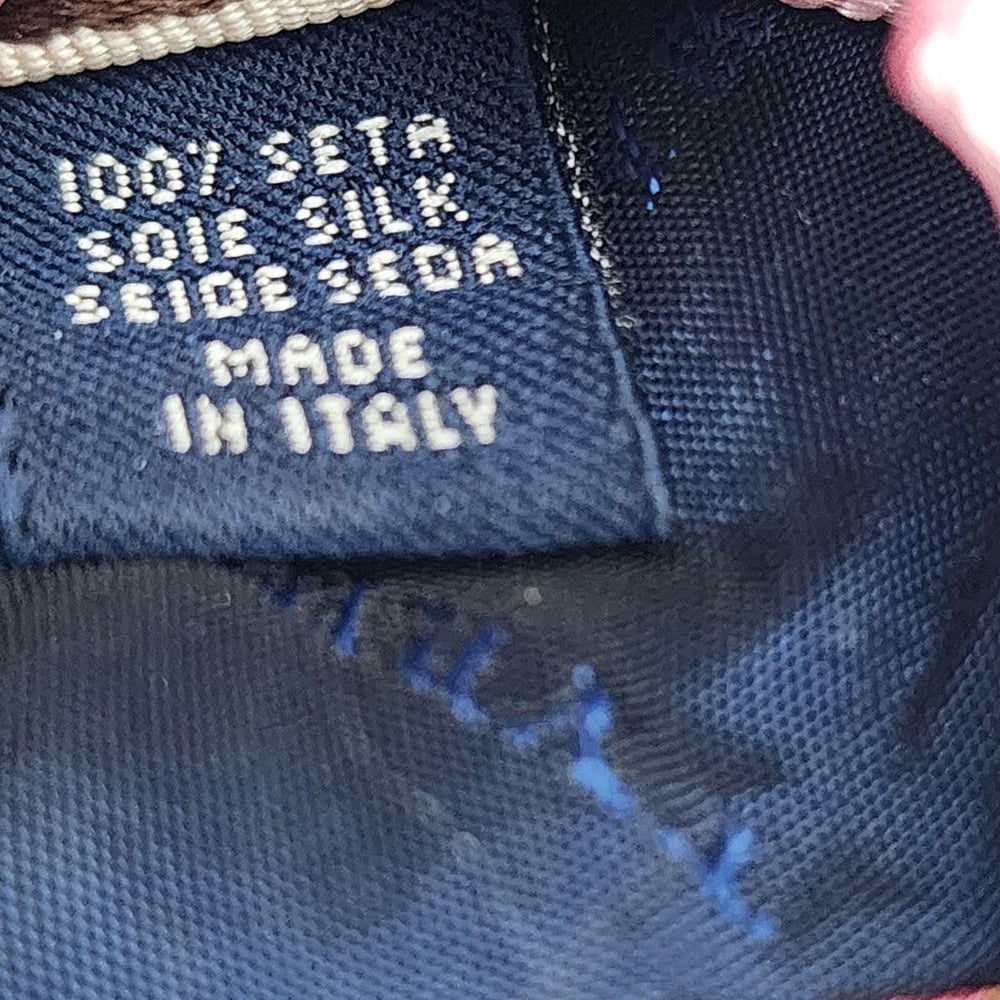 100% SETA
SOIE SILK
SEIDE SEDA
MADE
IN ITALY